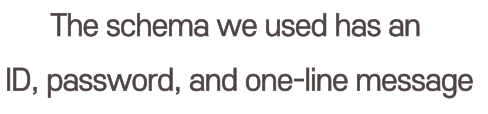 The schema we used has an
ID, password, and one-line message